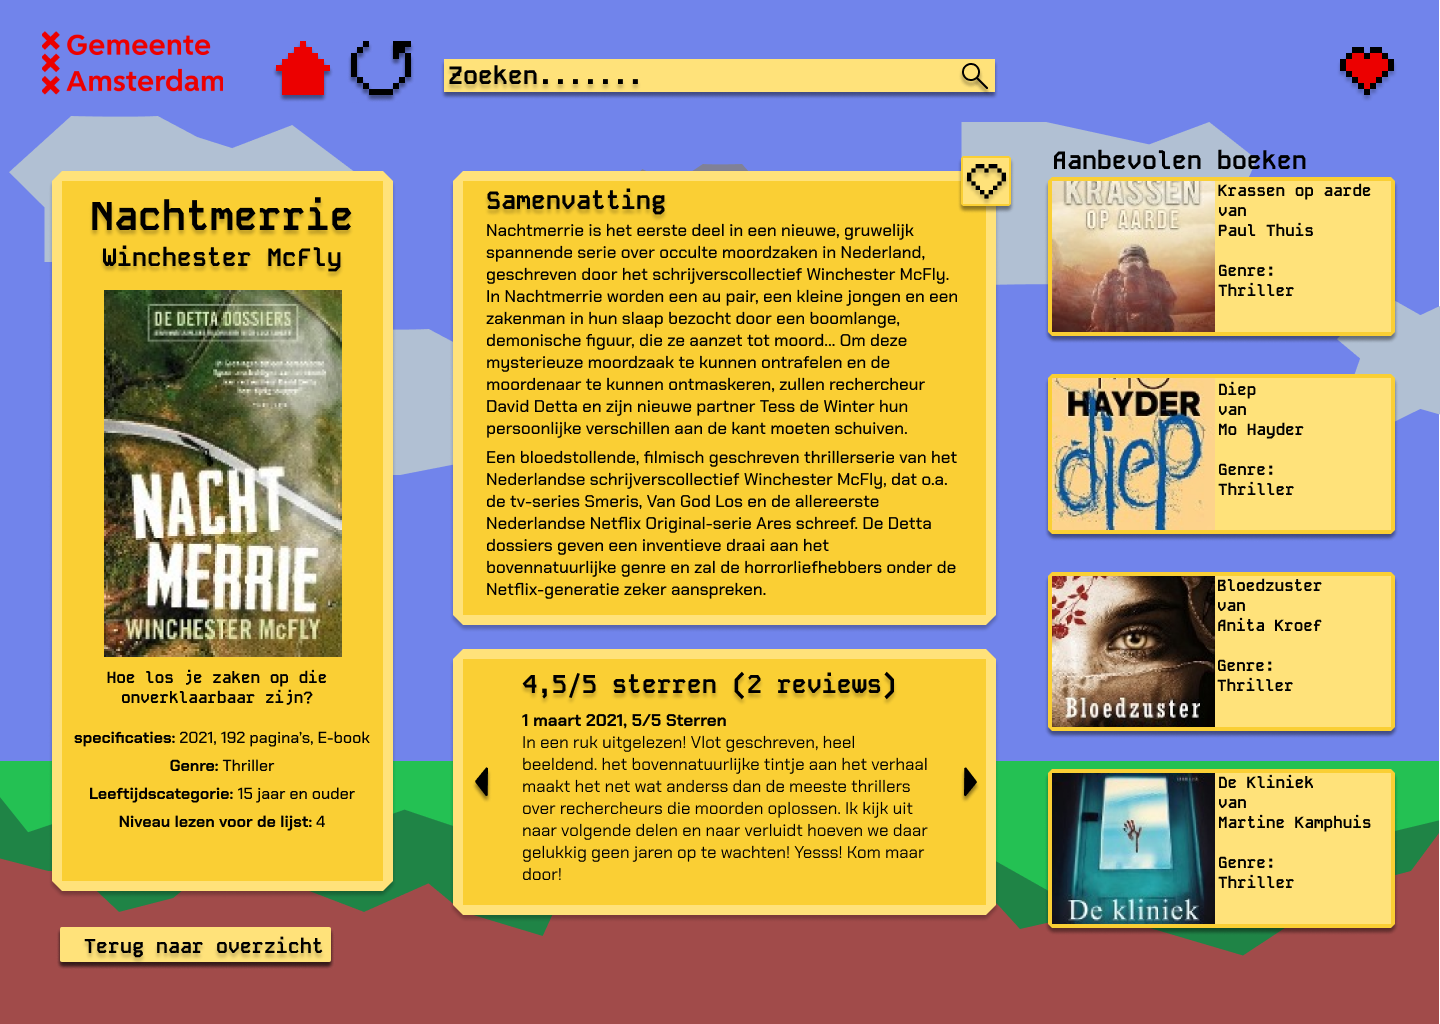 Gemeente
Amsterdam
Zoeken.......
Nachtmerrie
Winchester McFly
DE DETTA DOSSIERS
NACHT
MERRIE
WINCHESTER McFLY
Hoe los je zaken op die
onverklaarbaar zijn?
specificaties: 2021, 192 pagina's, E-book
Genre: Thriller
Leeftijdscategorie: 15 jaar en ouder
Niveau lezen voor de lijst: 4
Terug naar overzicht
Samenvatting
Nachtmerrie is het eerste deel in een nieuwe, gruwelijk
spannende serie over occulte moordzaken in Nederland,
geschreven door het schrijverscollectief Winchester McFly.
In Nachtmerrie worden een au pair, een kleine jongen en een
zakenman in hun slaap bezocht door een boomlange,
demonische figuur, die ze aanzet tot moord... Om deze
mysterieuze moordzaak te kunnen ontrafelen en de
moordenaar te kunnen ontmaskeren, zullen rechercheur
David Detta en zijn nieuwe partner Tess de Winter hun
persoonlijke verschillen aan de kant moeten schuiven.
Een bloedstollende, filmisch geschreven thrillerserie van het
Nederlandse schrijverscollectief Winchester McFly, dat o.a.
de tv-series Smeris, Van God Los en de allereerste
Nederlandse Netflix Original-serie Ares schreef. De Detta
dossiers geven een inventieve draai aan het
bovennatuurlijke genre en zal de horrorliefhebbers onder de
Netflix-generatie zeker aanspreken.
4,5/5 sterren (2 reviews)
1 maart 2021, 5/5 Sterren
In een ruk uitgelezen! Vlot geschreven, heel
beeldend. het bovennatuurlijke tintje aan het verhaal
maakt het net wat anderss dan de meeste thrillers
over rechercheurs die moorden oplossen. Ik kijk uit
naar volgende delen en naar verluidt hoeven we daar
gelukkig geen jaren op te wachten! Yesss! Kom maar
door!
Aanbevolen boeken
KRASSEN
OP AARDE
Krassen op aarde
van
Paul Thuis
Genre:
Thriller
MO
HAYDER
diep
Diep
van
Mo Hayder
Genre:
Thriller
Bloedzuster
Bloedzuster
van
Anita Kroef
Genre:
Thriller
De kliniek
De Kliniek
van
Martine Kamphuis
Genre:
Thriller